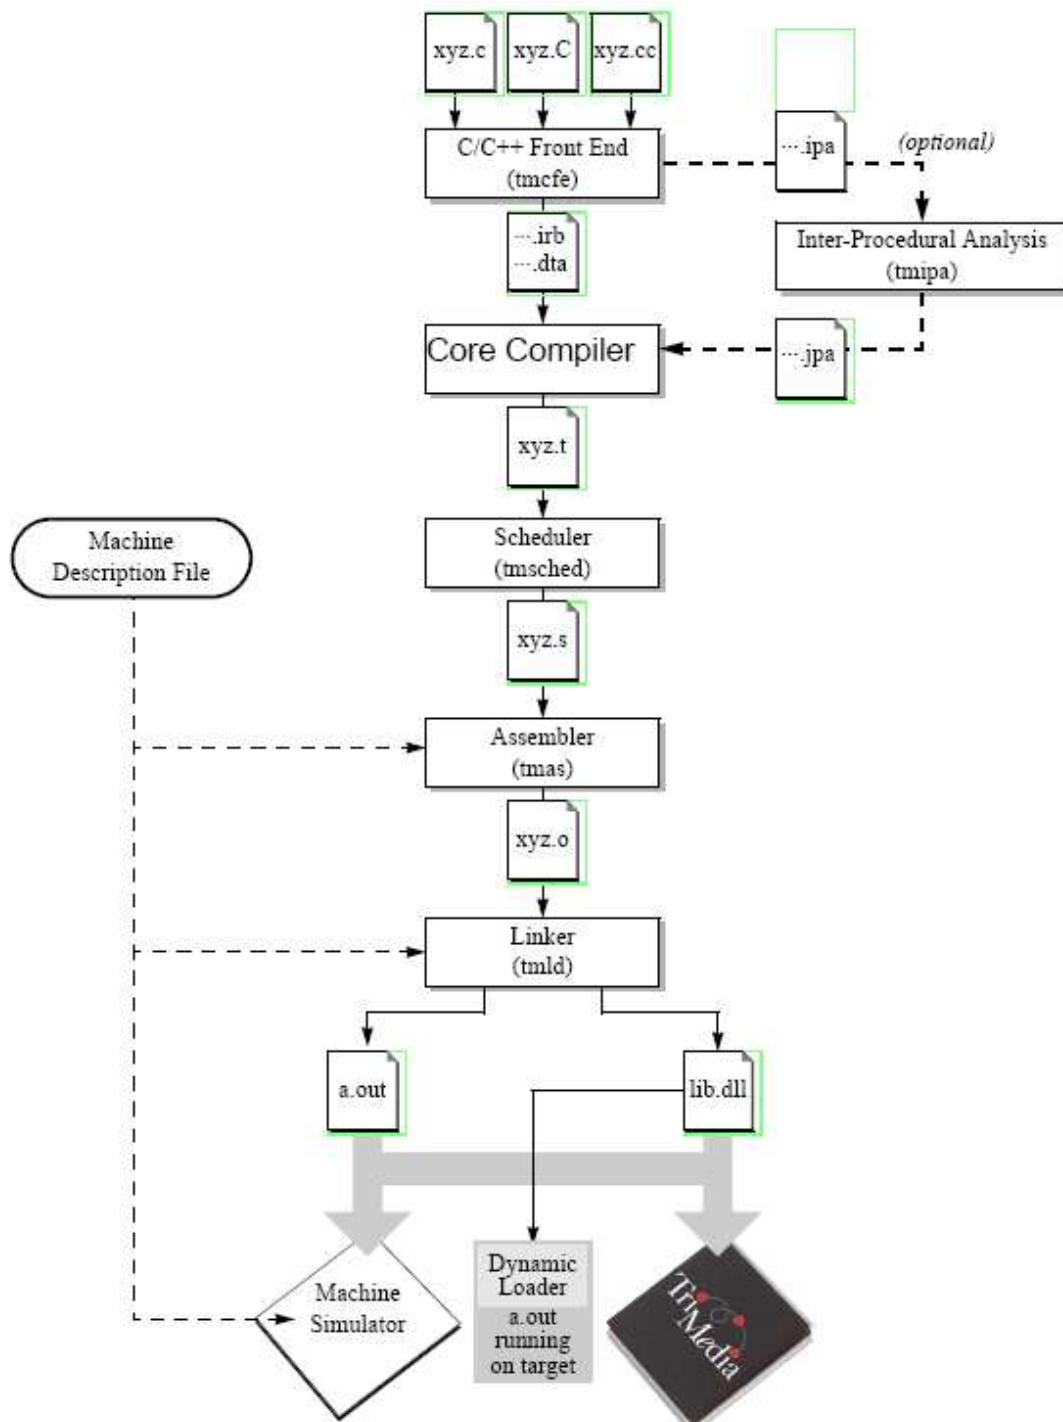 xyz.c
xyz.C
xyz.cc
C/C++ Front End
(tmcfe)
....ipa
(optional)
....irb
....dta
Inter-Procedural Analysis
(tmipa)
Core Compiler
....jpa
xyz.t
Machine
Description File
Scheduler
(tmsched)
xyz.s
Assembler
(tmas)
xyz.o
Linker
(tmld)
a.out
lib.dll
Machine
Simulator
Dynamic
Loader
a.out
running
on target
TriMedia